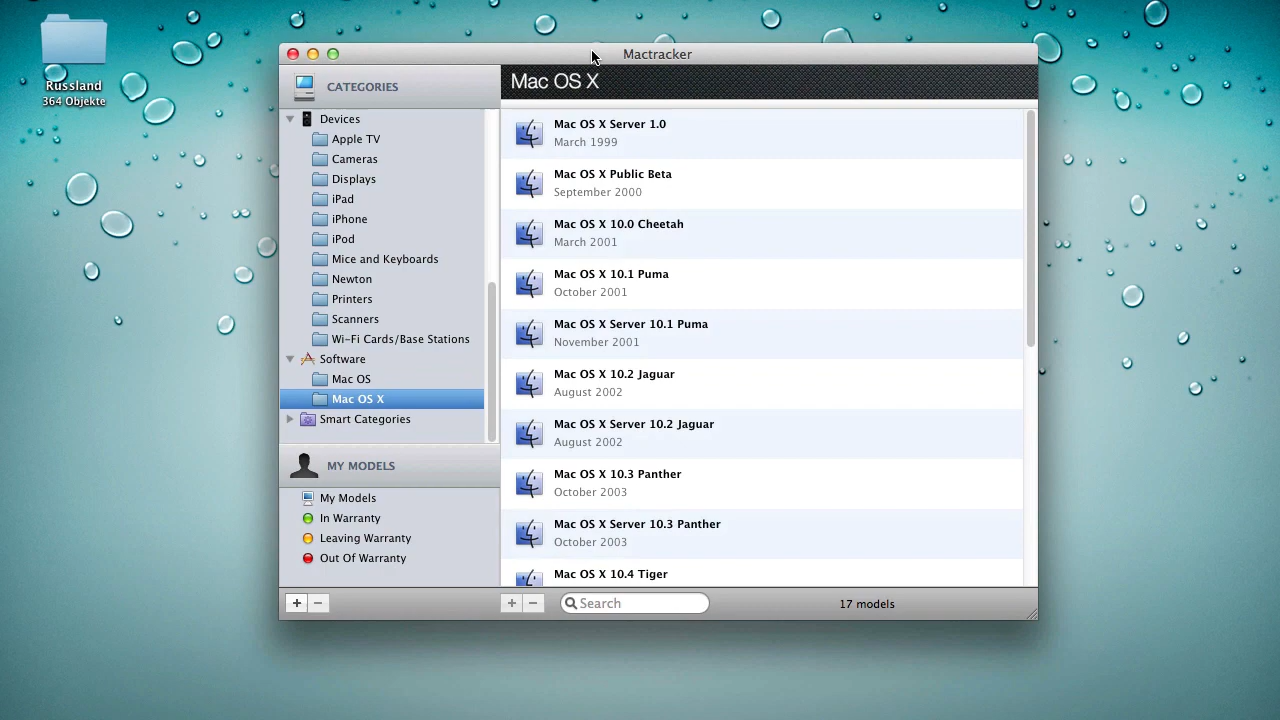 Russland
364 Objekte
Mactracker
CATEGORIES
Devices
Apple TV
Cameras
Displays
iPad
iPhone
iPod
Mice and Keyboards
Newton
Printers
Scanners
Wi-Fi Cards/Base Stations
Software
Mac OS
Mac OS X
Smart Categories
MY MODELS
My Models
In Warranty
Leaving Warranty
Out Of Warranty
Mac OS X
Mac OS X Server 1.0
March 1999
Mac OS X Public Beta
September 2000
Mac OS X 10.0 Cheetah
March 2001
Mac OS X 10.1 Puma
October 2001
Mac OS X Server 10.1 Puma
November 2001
Mac OS X 10.2 Jaguar
August 2002
Mac OS X Server 10.2 Jaguar
August 2002
Mac OS X 10.3 Panther
October 2003
Mac OS X Server 10.3 Panther
October 2003
Mac OS X 10.4 Tiger
Search
17 models